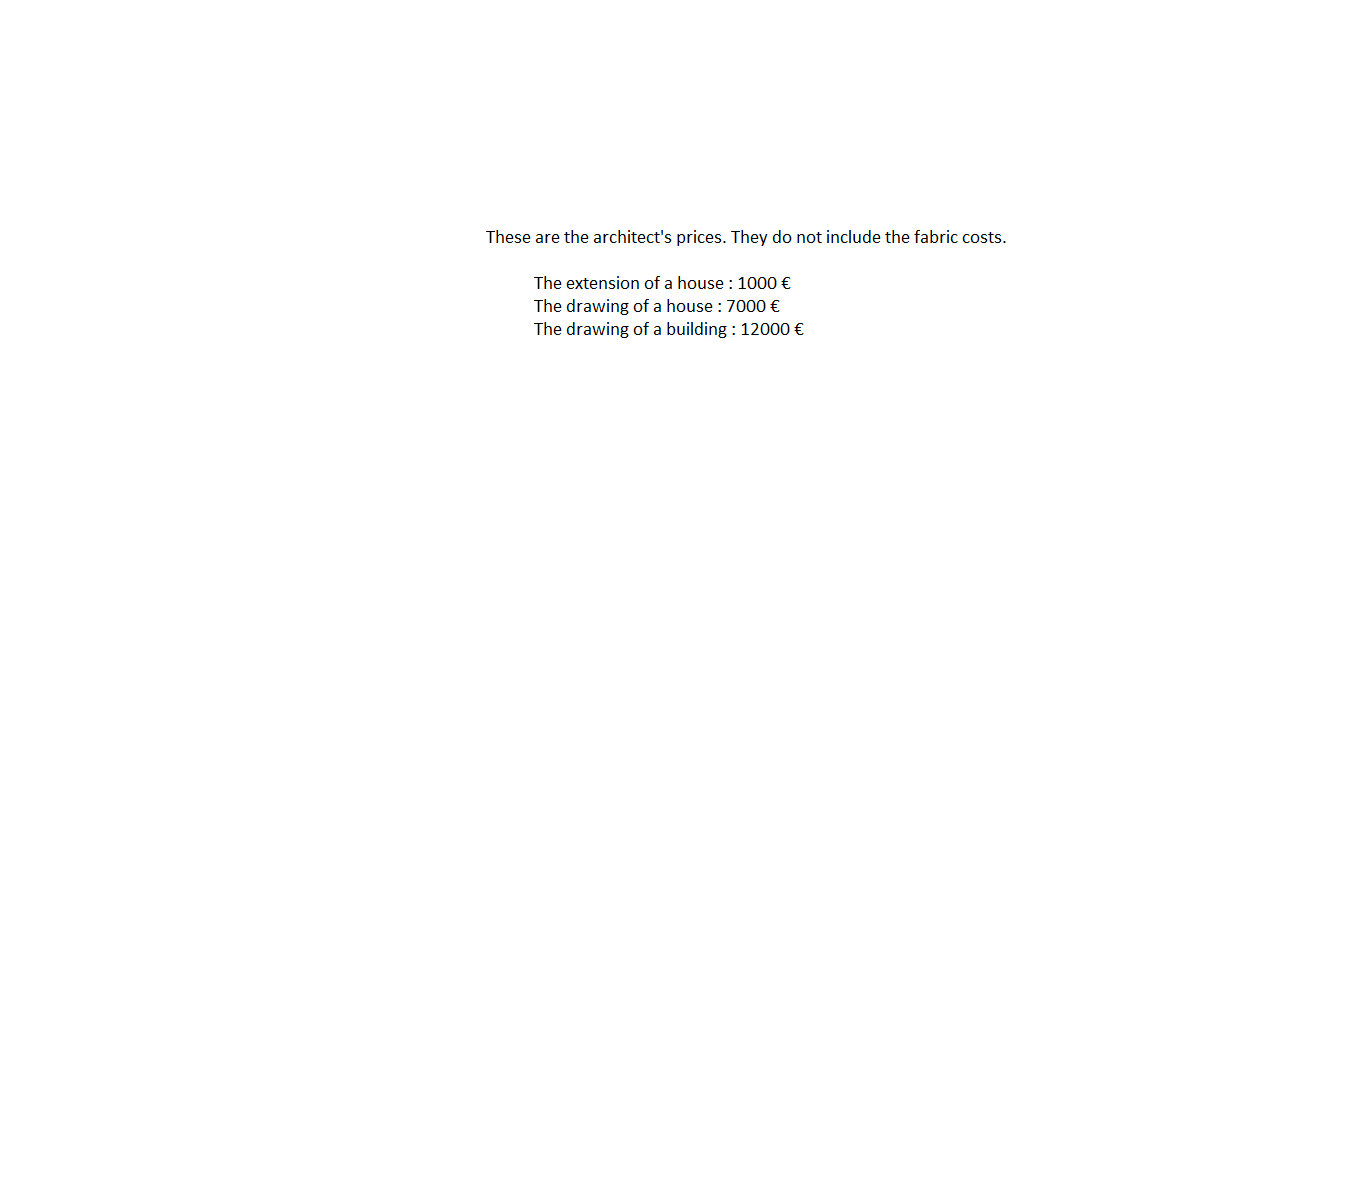 These are the architect's prices. They do not include the fabric costs.
The extension of a house : 1000 €
The drawing of a house : 7000 €
The drawing of a building : 12000 €